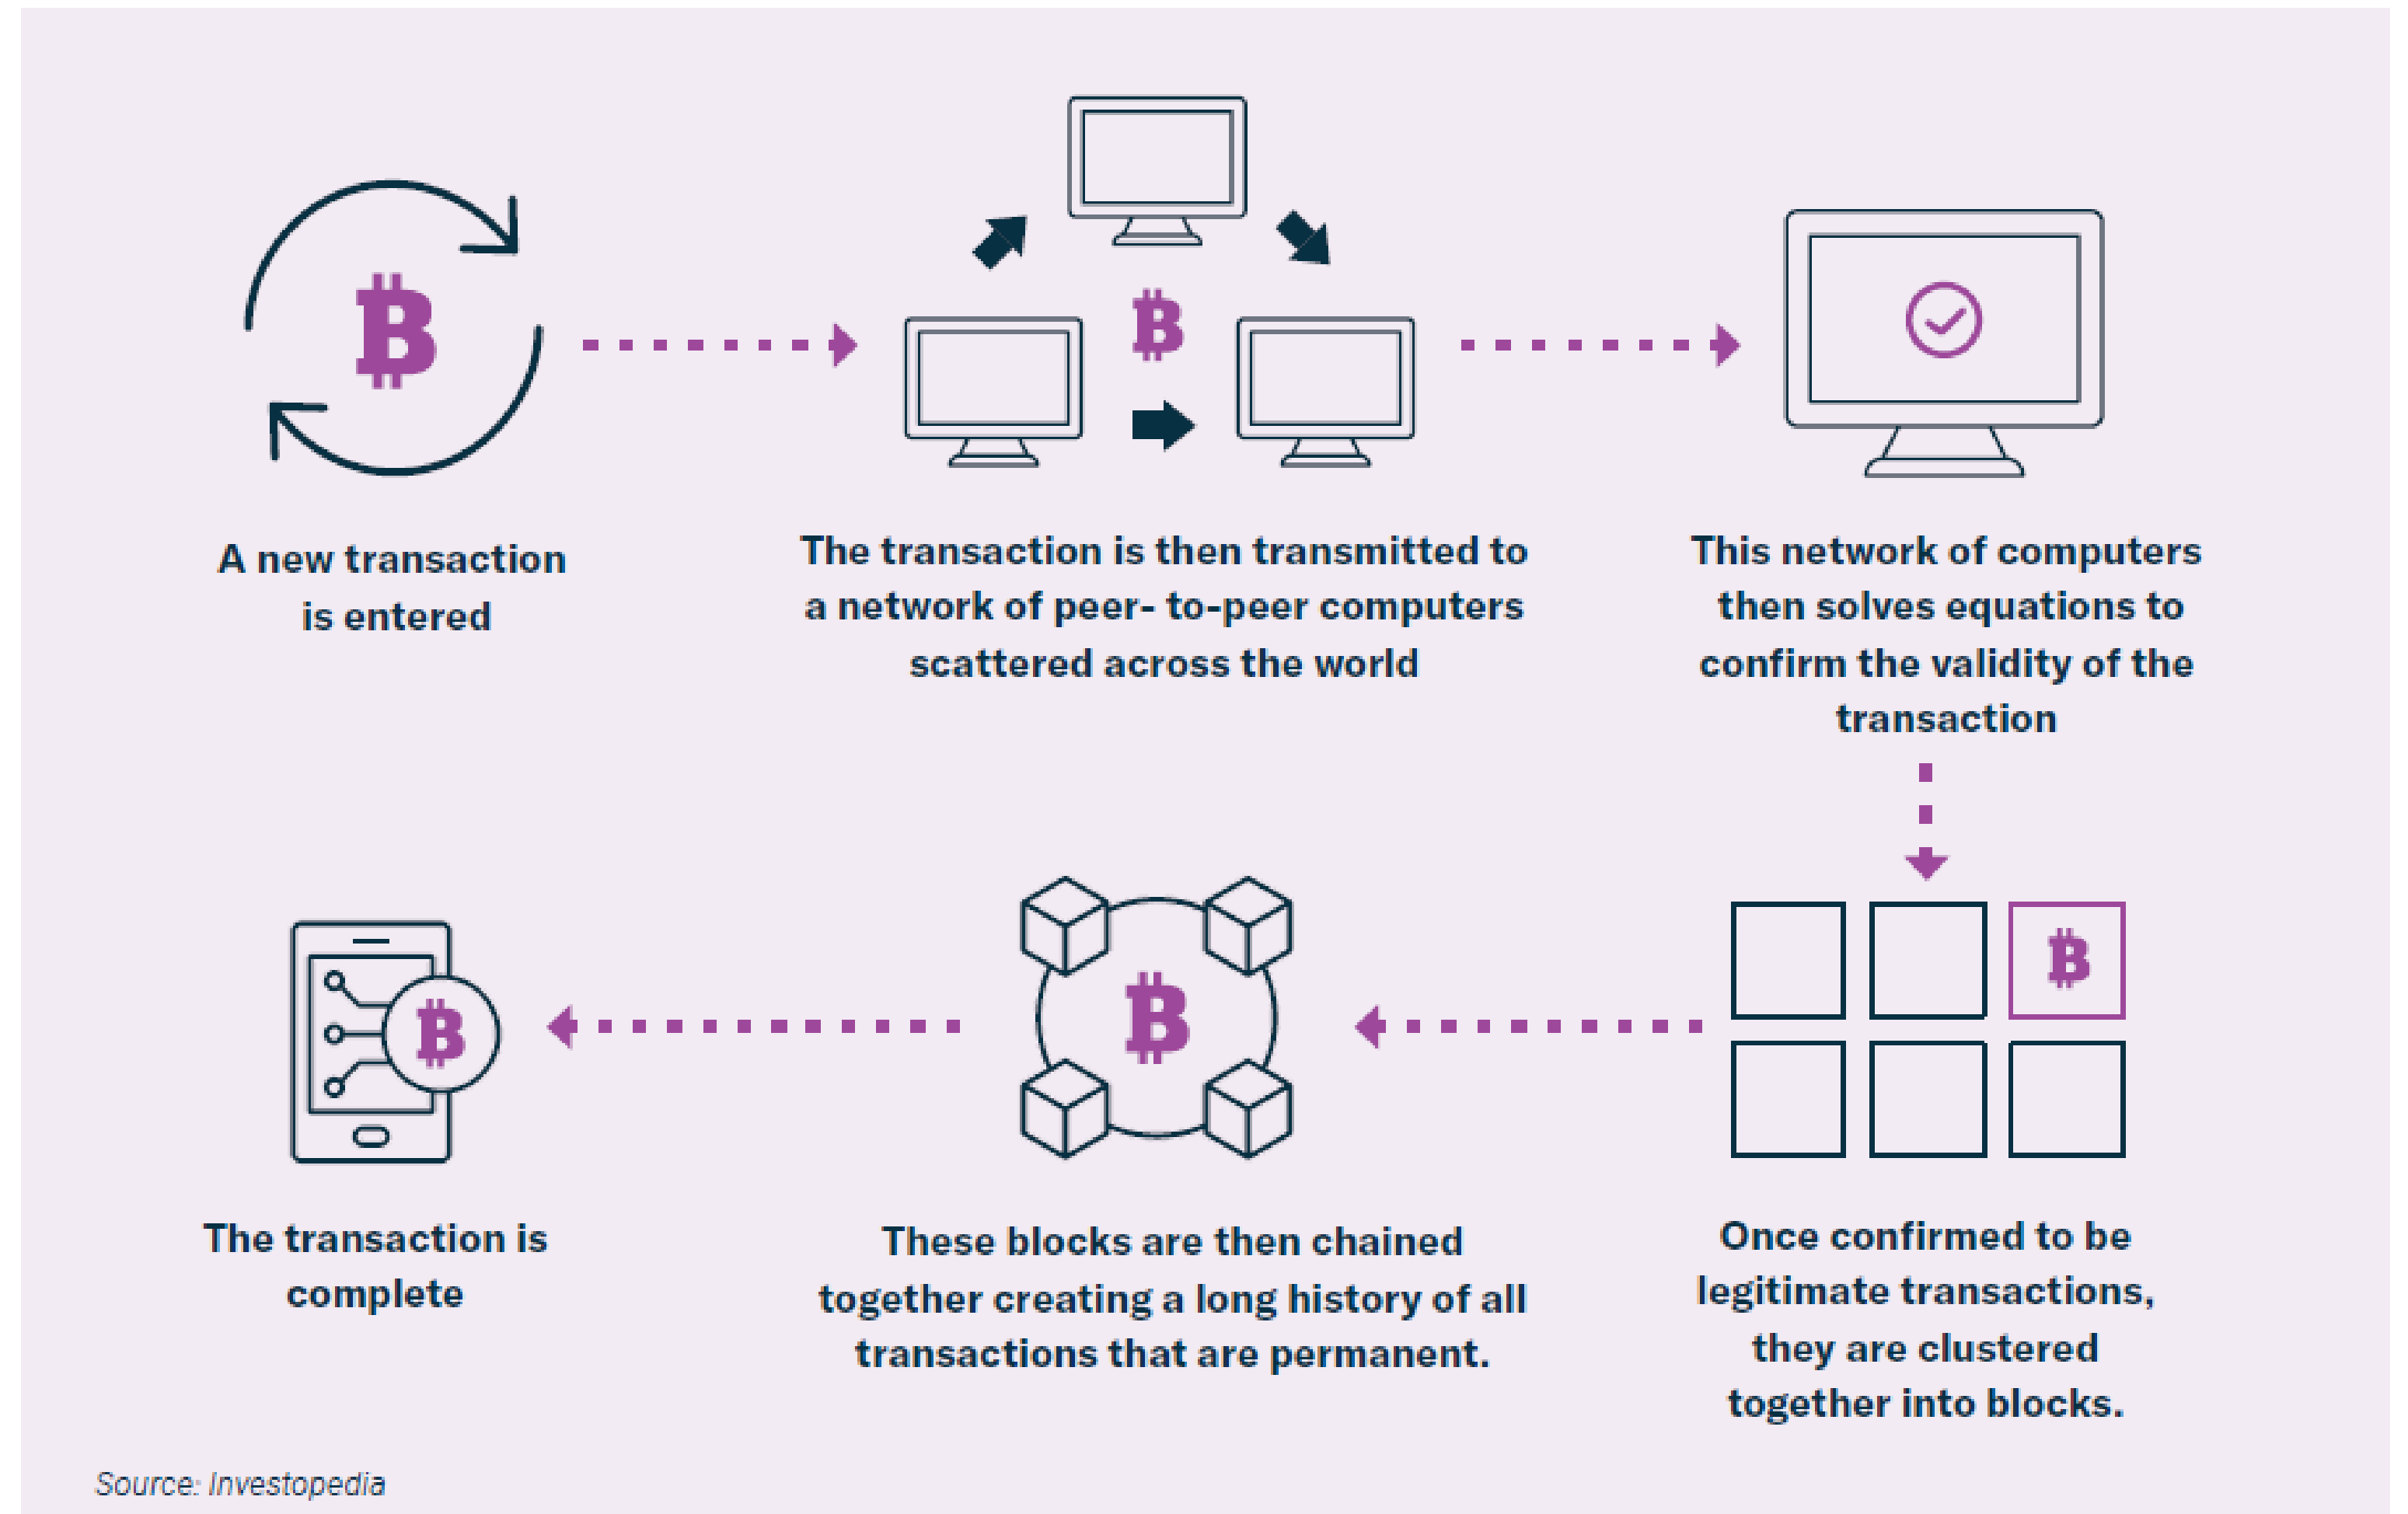 A new transaction
is entered
The transaction is then transmitted to
a network of peer- to-peer computers
scattered across the world
This network of computers
then solves equations to
confirm the validity of the
transaction
Once confirmed to be
legitimate transactions,
they are clustered
together into blocks.
These blocks are then chained
together creating a long history of all
transactions that are permanent.
The transaction is
complete
Source: Investopedia